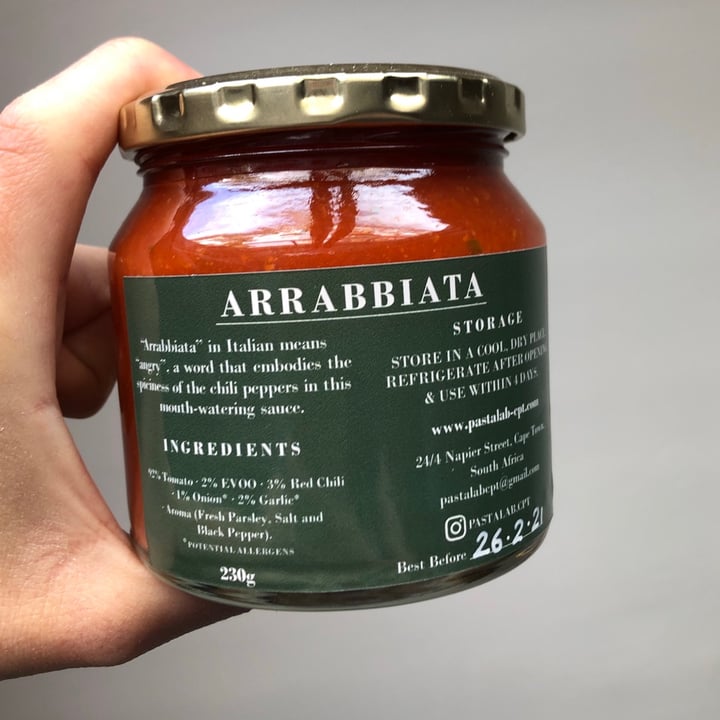 ARRABBIATA
"Arrabbiata" in Italian means
"angry", a word that embodies the
spiciness of the chili peppers in this
mouth-watering sauce.
INGREDIENTS
Tomato · 2% EVOO · 3% Red Chili
· 1% Onion* · 2% Garlic*
Aroma (Fresh Parsley, Salt and
Black Pepper).
*POTENTIAL ALLERGENS
230g
STORAGE
STORE IN A COOL, DRY PLACE.
REFRIGERATE AFTER OPENING
& USE WITHIN 4 DAYS.
www.pastalab-cpt.com
24/4 Napier Street, Cape Town,
South Africa
pastalabcpt@gmail.com
PASTALAB.CPT
Best Before 26·2·21